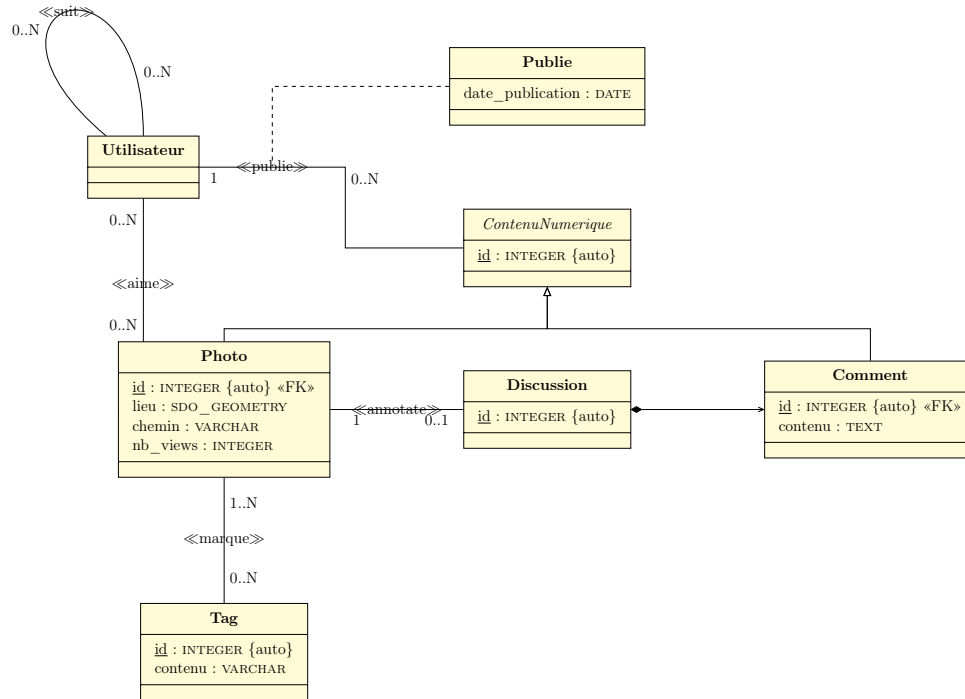 ≪suit≫
0..N
0..N
Publie
date_publication : DATE
Utilisateur
≪publie≫
1
0..N
0..N
ContenuNumerique
id : INTEGER {auto}
≪aime≫
0..N
Photo
id : INTEGER {auto} «FK»
lieu : SDO_GEOMETRY
chemin : VARCHAR
nb_views : INTEGER
≪annotate≫
1
0..1
Discussion
id : INTEGER {auto}
Comment
id : INTEGER {auto} «FK»
contenu : TEXT
1..N
≪marque≫
0..N
Tag
id : INTEGER {auto}
contenu : VARCHAR